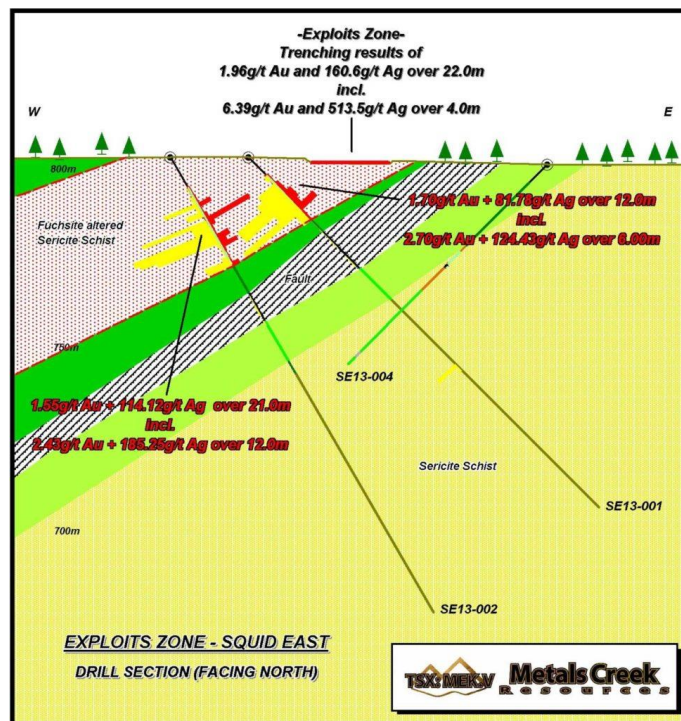 -Exploits Zone-
Trenching results of
1.96g/t Au and 160.6g/t Ag over 22.0m
incl.
6.39g/t Au and 513.5g/t Ag over 4.0m
W
E
800m
1.70g/t Au + 81.78g/t Ag over 12.0m
incl.
2.70g/t Au + 124.43g/t Ag over 6.00m
Fuchsite altered
Sericite Schist
Fault
750m
SE13-004
1.55g/t Au + 114.12g/t Ag over 21.0m
incl.
2.43g/t Au + 185.25g/t Ag over 12.0m
Sericite Schist
SE13-001
700m
SE13-002
EXPLOITS ZONE - SQUID EAST
DRILL SECTION (FACING NORTH)
TSX: MEK.V
Metals Creek
Resources